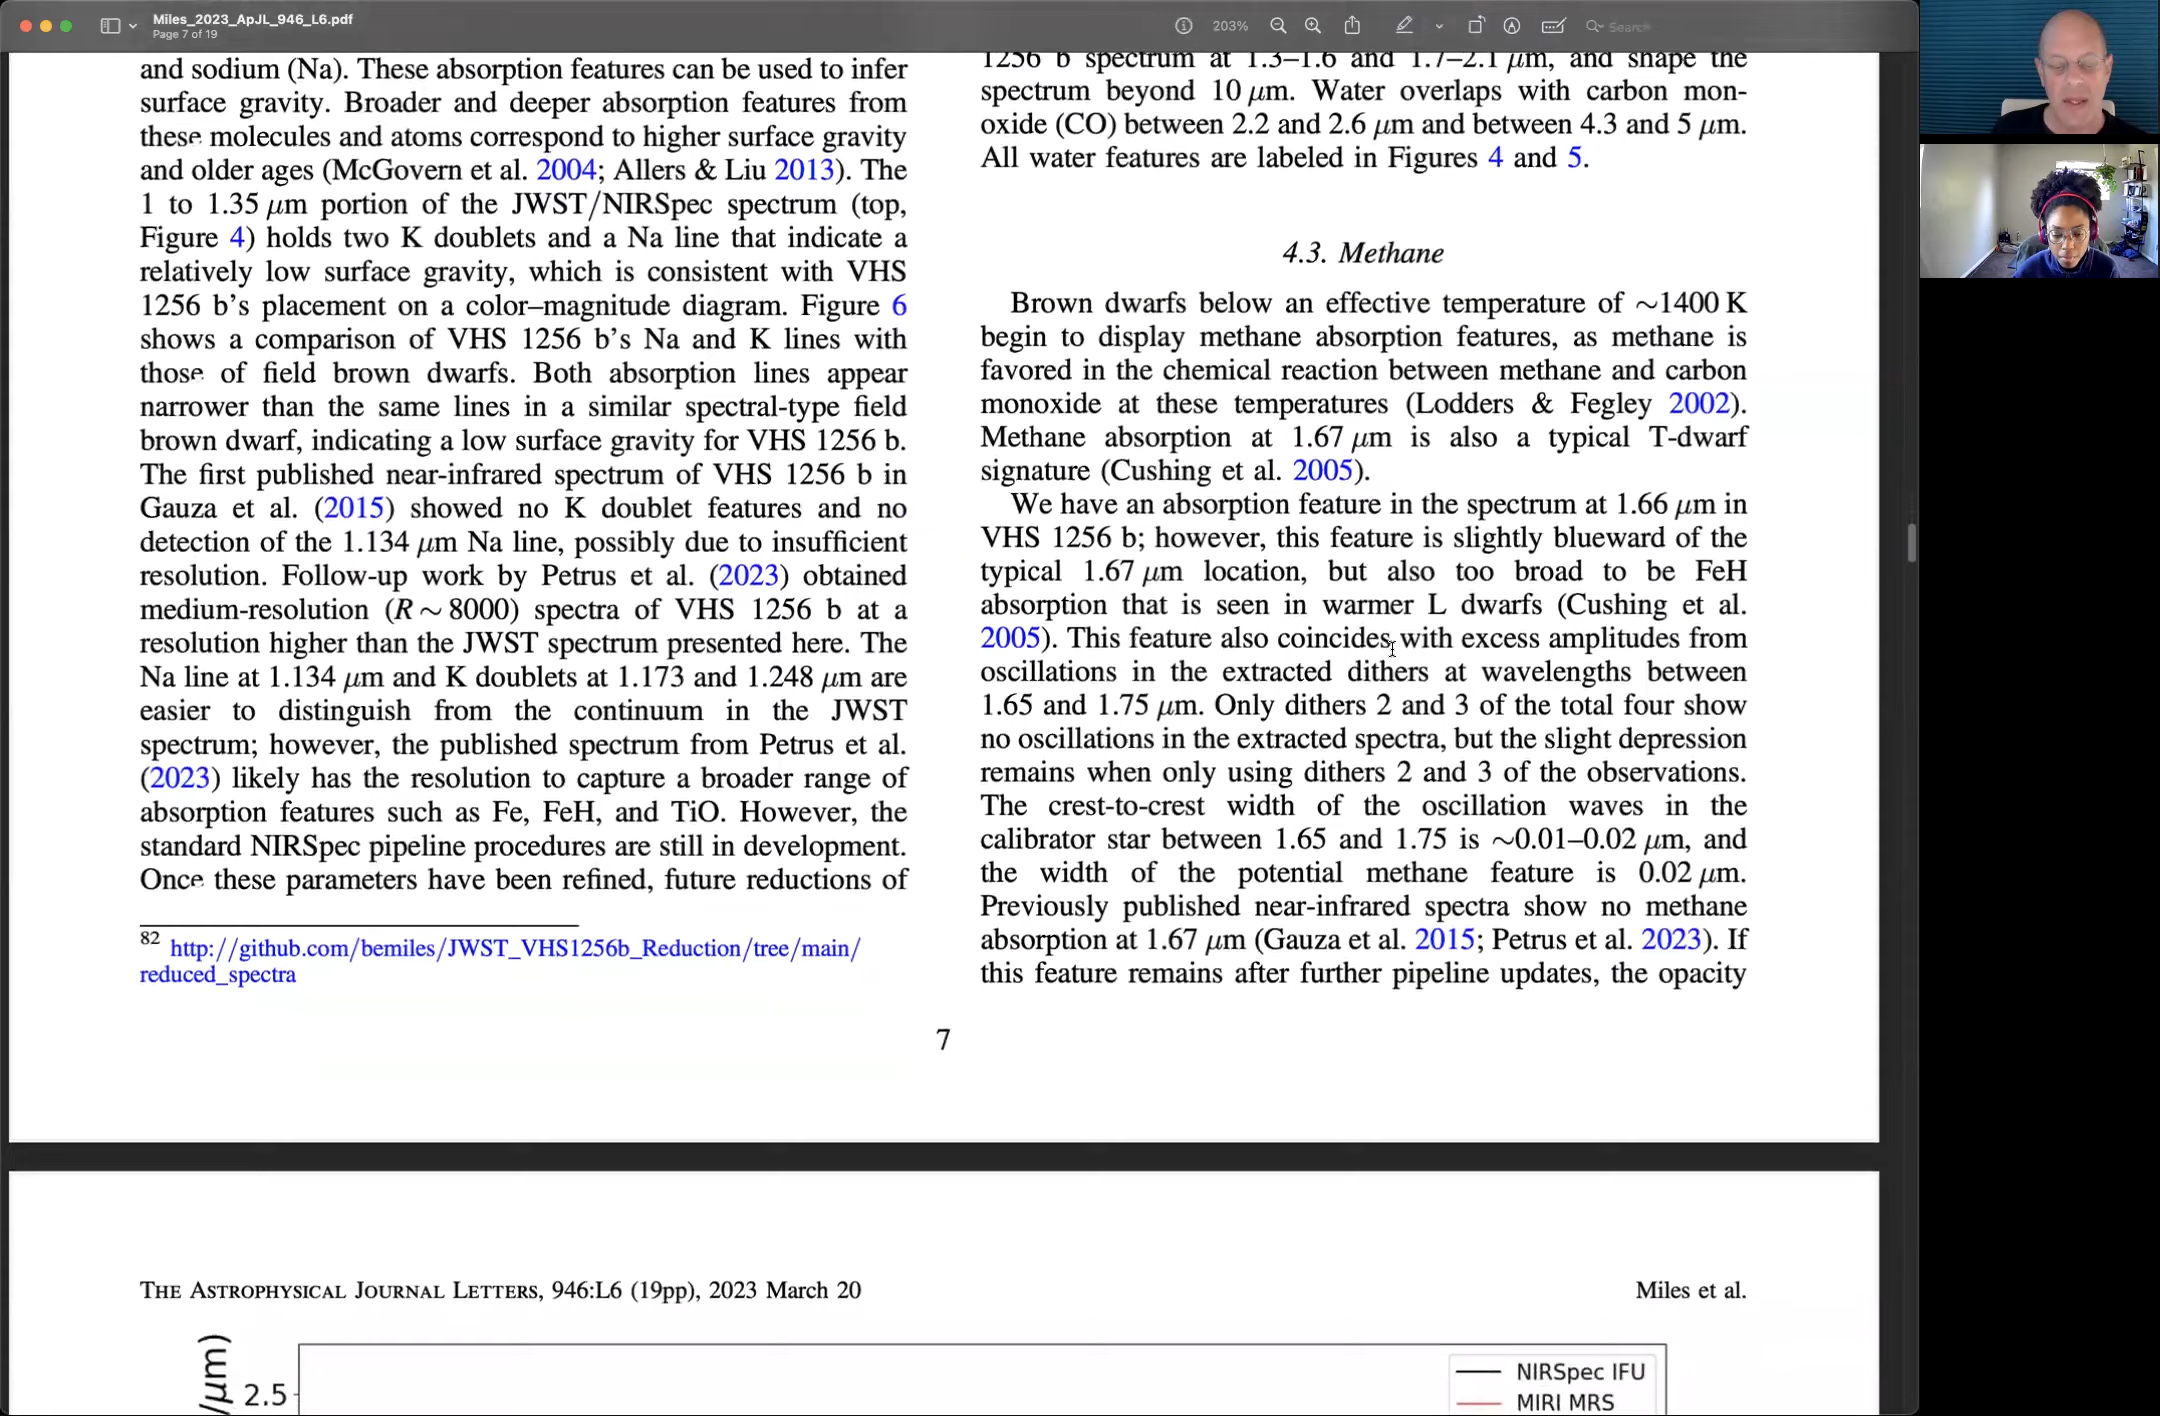 Miles_2023_ApJL_946_L6.pdf
Page 7 of 19
203%
Search
and sodium (Na). These absorption features can be used to infer
surface gravity. Broader and deeper absorption features from
these molecules and atoms correspond to higher surface gravity
and older ages (McGovern et al. 2004; Allers & Liu 2013). The
1 to 1.35 μm portion of the JWST/NIRSpec spectrum (top,
Figure 4) holds two K doublets and a Na line that indicate a
relatively low surface gravity, which is consistent with VHS
1256 b's placement on a color–magnitude diagram. Figure 6
shows a comparison of VHS 1256 b's Na and K lines with
those of field brown dwarfs. Both absorption lines appear
narrower than the same lines in a similar spectral-type field
brown dwarf, indicating a low surface gravity for VHS 1256 b.
The first published near-infrared spectrum of VHS 1256 b in
Gauza et al. (2015) showed no K doublet features and no
detection of the 1.134 μm Na line, possibly due to insufficient
resolution. Follow-up work by Petrus et al. (2023) obtained
medium-resolution (R ∼ 8000) spectra of VHS 1256 b at a
resolution higher than the JWST spectrum presented here. The
Na line at 1.134 μm and K doublets at 1.173 and 1.248 μm are
easier to distinguish from the continuum in the JWST
spectrum; however, the published spectrum from Petrus et al.
(2023) likely has the resolution to capture a broader range of
absorption features such as Fe, FeH, and TiO. However, the
standard NIRSpec pipeline procedures are still in development.
Once these parameters have been refined, future reductions of
82 http://github.com/bemiles/JWST_VHS1256b_Reduction/tree/main/
reduced_spectra
1256 b spectrum at 1.3–1.6 and 1.7–2.1 μm, and shape the
spectrum beyond 10 μm. Water overlaps with carbon mon-
oxide (CO) between 2.2 and 2.6 μm and between 4.3 and 5 μm.
All water features are labeled in Figures 4 and 5.
4.3. Methane
Brown dwarfs below an effective temperature of ∼1400 K
begin to display methane absorption features, as methane is
favored in the chemical reaction between methane and carbon
monoxide at these temperatures (Lodders & Fegley 2002).
Methane absorption at 1.67 μm is also a typical T-dwarf
signature (Cushing et al. 2005).
We have an absorption feature in the spectrum at 1.66 μm in
VHS 1256 b; however, this feature is slightly blueward of the
typical 1.67 μm location, but also too broad to be FeH
absorption that is seen in warmer L dwarfs (Cushing et al.
2005). This feature also coincides with excess amplitudes from
oscillations in the extracted dithers at wavelengths between
1.65 and 1.75 μm. Only dithers 2 and 3 of the total four show
no oscillations in the extracted spectra, but the slight depression
remains when only using dithers 2 and 3 of the observations.
The crest-to-crest width of the oscillation waves in the
calibrator star between 1.65 and 1.75 is ∼0.01–0.02 μm, and
the width of the potential methane feature is 0.02 μm.
Previously published near-infrared spectra show no methane
absorption at 1.67 μm (Gauza et al. 2015; Petrus et al. 2023). If
this feature remains after further pipeline updates, the opacity
7
THE ASTROPHYSICAL JOURNAL LETTERS, 946:L6 (19pp), 2023 March 20
Miles et al.
/μm)
2.5
NIRSpec IFU
MIRI MRS